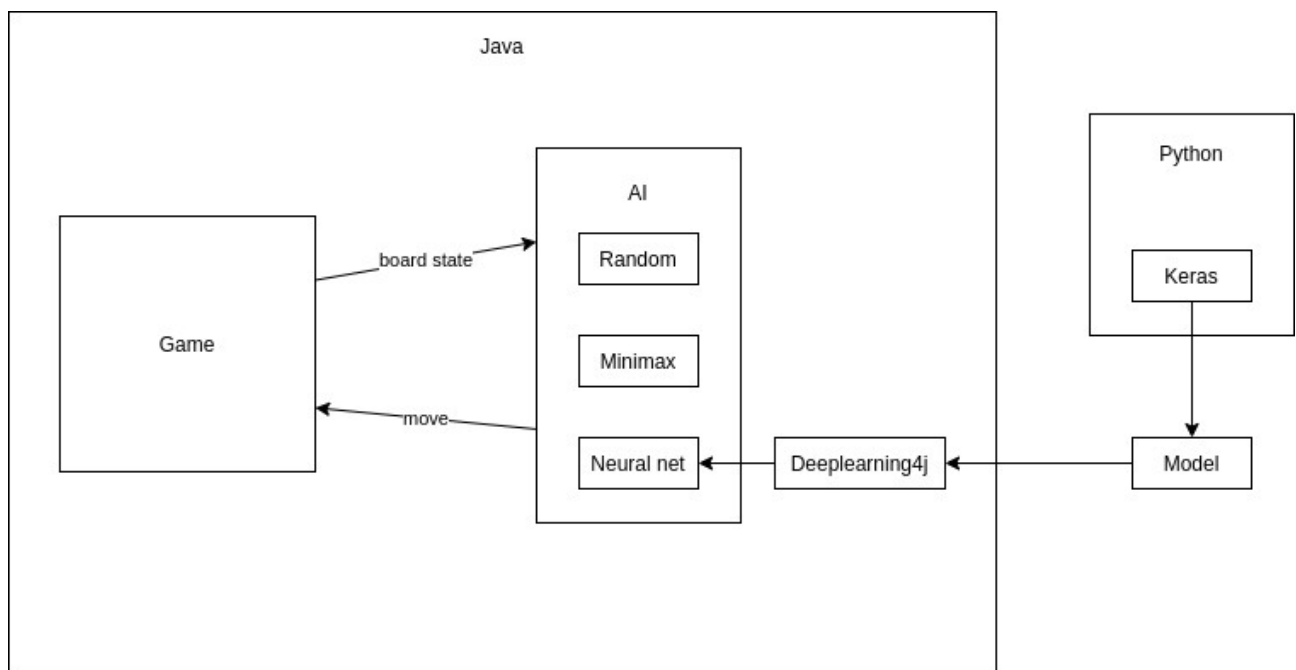 Java
Python
AI
Random
board state
Keras
Game
Minimax
move
Neural net
Deeplearning4j
Model